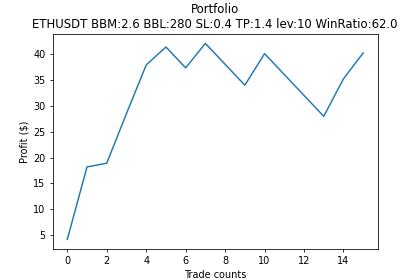 Portfolio
ETHUSDT BBM:2.6 BBL:280 SL:0.4 TP:1.4 lev:10 WinRatio:62.0
40
35
30
25
20
15
10
5
Profit ($)
0 2 4 6 8 10 12 14
Trade counts